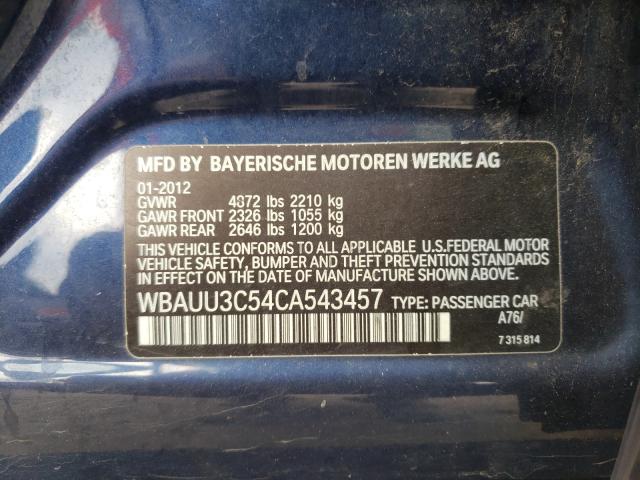 MFD BY BAYERISCHE MOTOREN WERKE AG
01-2012
GVWR 4872 lbs 2210 kg
GAWR FRONT 2326 lbs 1055 kg
GAWR REAR 2646 lbs 1200 kg
THIS VEHICLE CONFORMS TO ALL APPLICABLE U.S.FEDERAL MOTOR
VEHICLE SAFETY, BUMPER AND THEFT PREVENTION STANDARDS
IN EFFECT ON THE DATE OF MANUFACTURE SHOWN ABOVE.
WBAUU3C54CA543457 TYPE: PASSENGER CAR
A76/
7 315 814